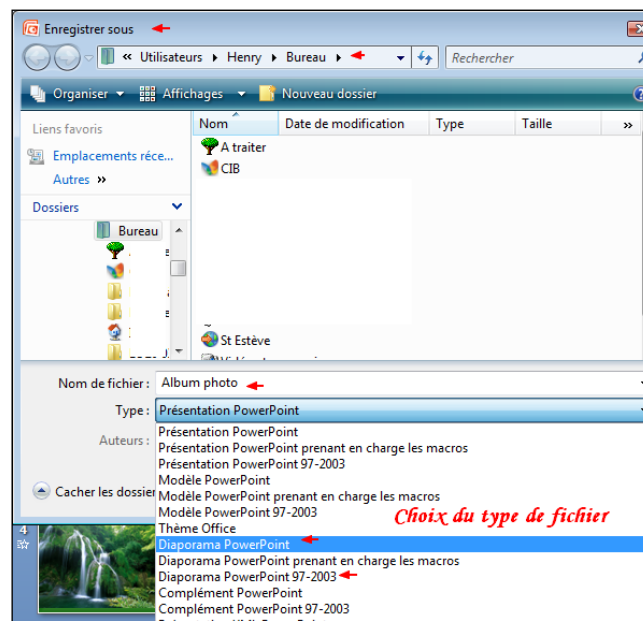 Enregistrer sous
« Utilisateurs Henry Bureau Rechercher
Organiser Affichages Nouveau dossier
Liens favoris
Emplacements réce...
Autres »
Dossiers
Bureau
Nom Date de modification Type Taille »
A traiter
CIB
St Estève
Nom de fichier : Album photo
Type : Présentation PowerPoint
Auteurs :
Cacher les dossier
Présentation PowerPoint
Présentation PowerPoint prenant en charge les macros
Présentation PowerPoint 97-2003
Modèle PowerPoint
Modèle PowerPoint prenant en charge les macros
Modèle PowerPoint 97-2003
Thème Office
Diaporama PowerPoint
Diaporama PowerPoint prenant en charge les macros
Diaporama PowerPoint 97-2003
Complément PowerPoint
Complément PowerPoint 97-2003
Choix du type de fichier
4